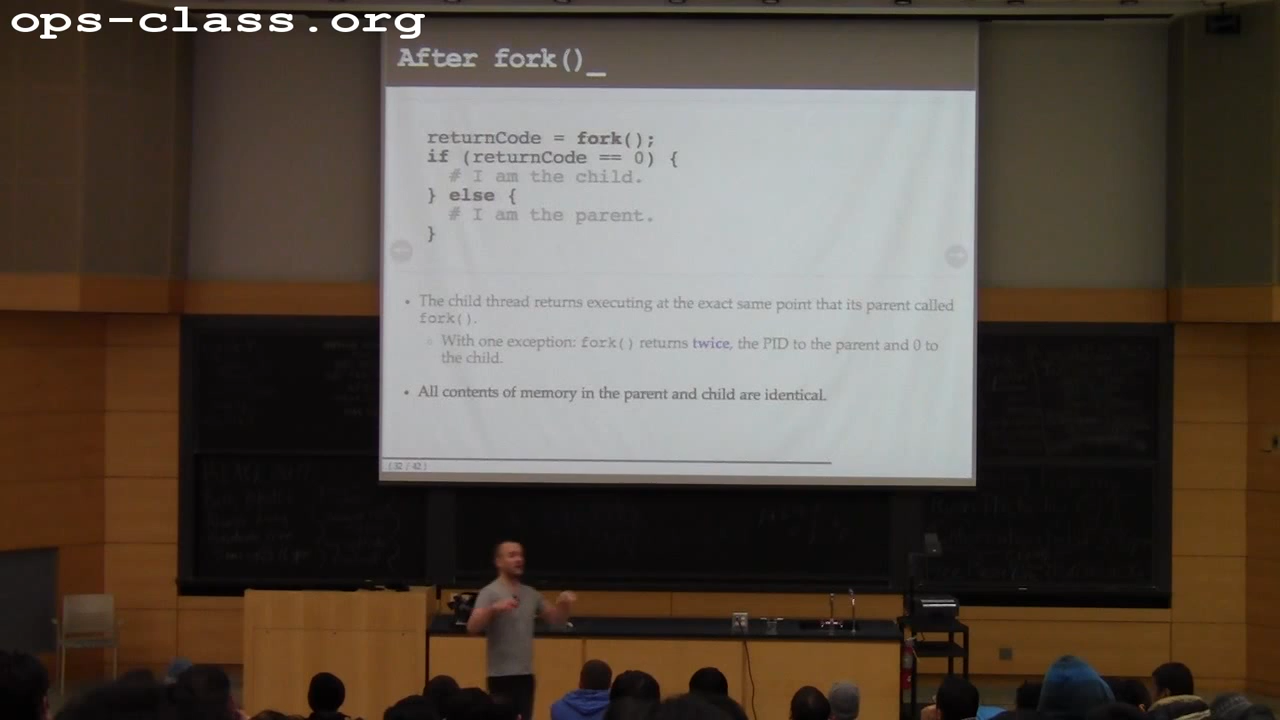 ops-class.org
After fork()_
returnCode = fork();
if (returnCode == 0) {
# I am the child.
} else {
# I am the parent.
}
• The child thread returns executing at the exact same point that its parent called
fork().
◦ With one exception: fork() returns twice, the PID to the parent and 0 to
the child.
• All contents of memory in the parent and child are identical.
[ 32 / 42 ]